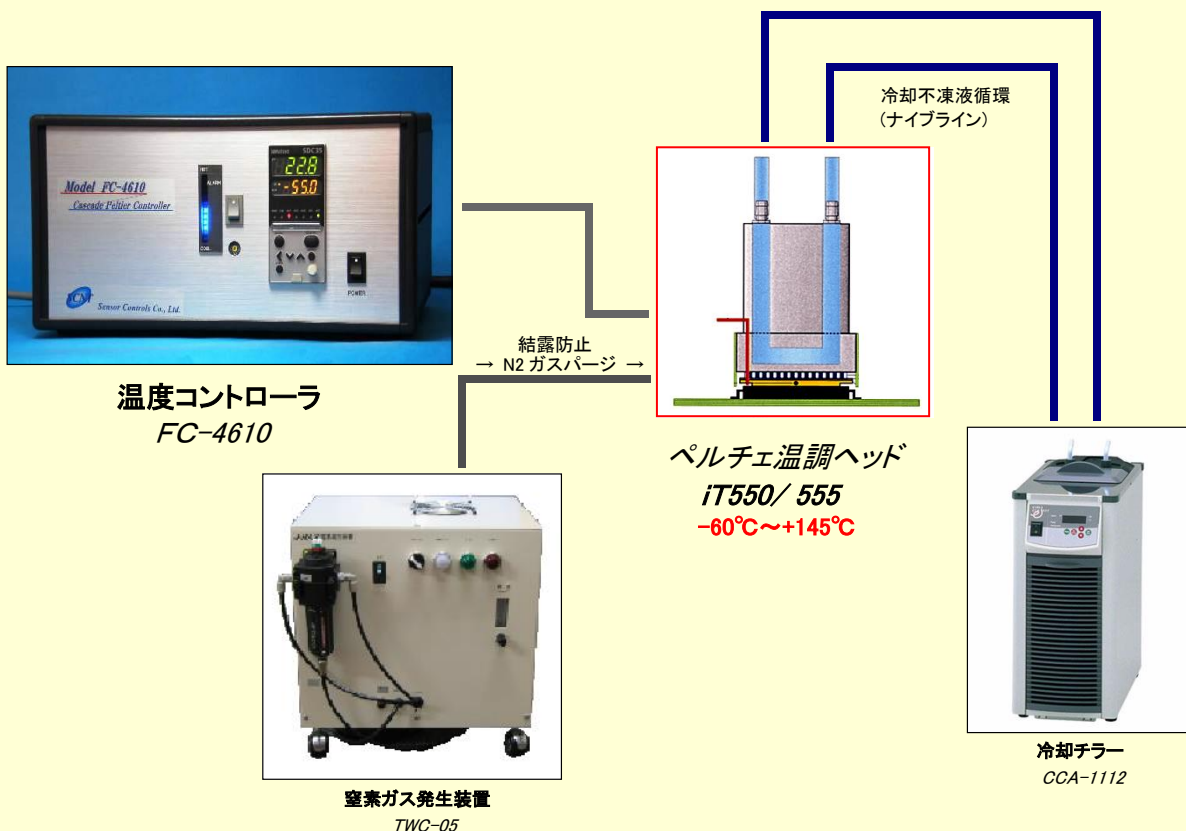 冷却不凍液循環
(ナイブライン)
SDC35
22.8
-55.0
HOT
ALARM
COOL
Model FC-4610
Cascade Peltier Controller
POWER
Sensor Controls Co., Ltd.
結露防止
→ N2 ガスパージ →
温度コントローラ
FC-4610
ペルチェ温調ヘッド
iT550/ 555
-60℃～+145℃
窒素ガス発生装置
TWC-05
冷却チラー
CCA-1112